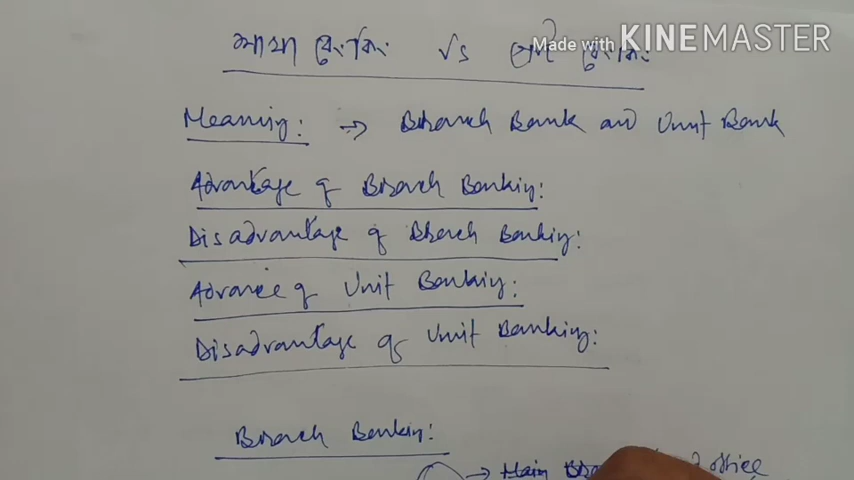 শাখা বেংকিং Vs বেংকিং
Made with KINEMASTER
Meaning: → Branch Bank and Unit Bank
Advantage of Branch Banking:
Disadvantage of Branch Banking:
Advance of Unit Banking:
Disadvantage of Unit Banking:
Branch Banking:
→ Main office